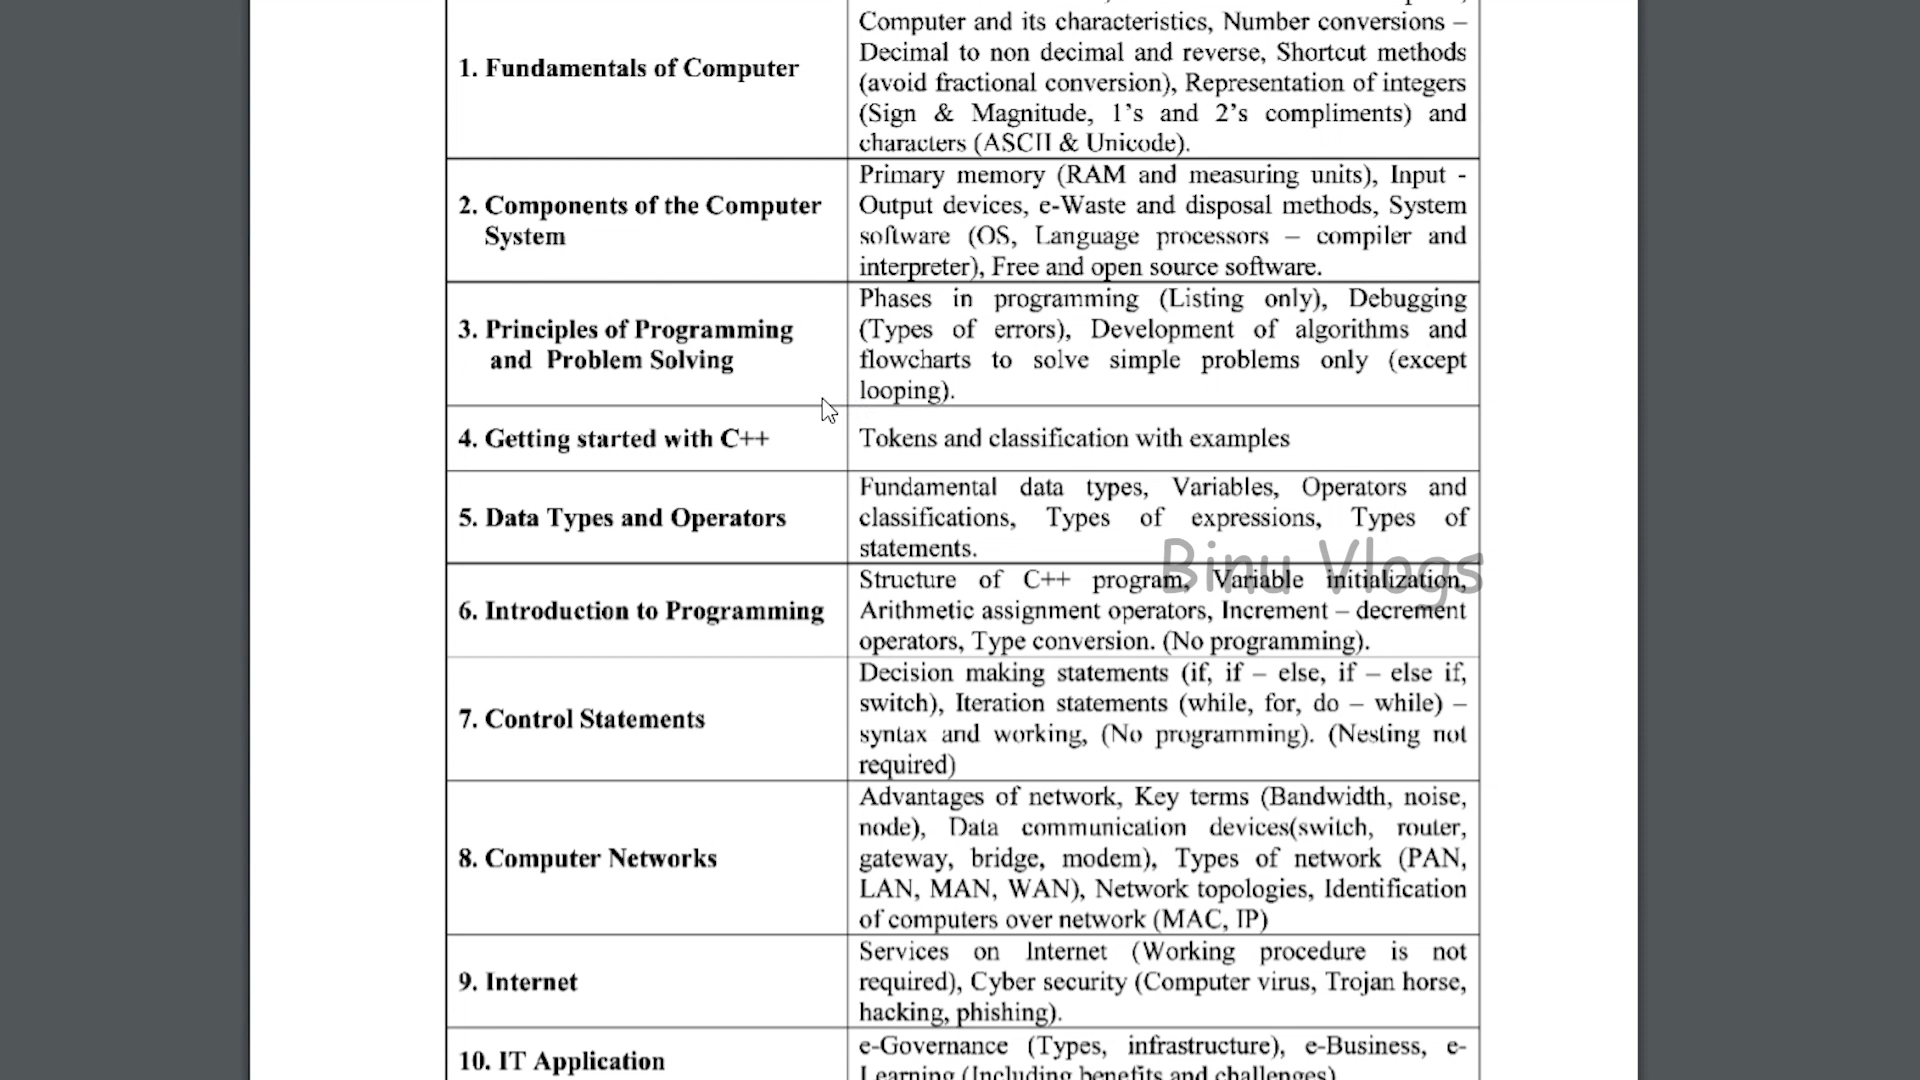 1. Fundamentals of Computer
Computer and its characteristics, Number conversions –
Decimal to non decimal and reverse, Shortcut methods
(avoid fractional conversion), Representation of integers
(Sign & Magnitude, 1’s and 2’s compliments) and
characters (ASCII & Unicode).
2. Components of the Computer
System
Primary memory (RAM and measuring units), Input -
Output devices, e-Waste and disposal methods, System
software (OS, Language processors – compiler and
interpreter), Free and open source software.
3. Principles of Programming
and Problem Solving
Phases in programming (Listing only), Debugging
(Types of errors), Development of algorithms and
flowcharts to solve simple problems only (except
looping).
4. Getting started with C++
Tokens and classification with examples
5. Data Types and Operators
Fundamental data types, Variables, Operators and
classifications, Types of expressions, Types of
statements.
Binu Vlogs
6. Introduction to Programming
Structure of C++ program, Variable initialization,
Arithmetic assignment operators, Increment – decrement
operators, Type conversion. (No programming).
7. Control Statements
Decision making statements (if, if – else, if – else if,
switch), Iteration statements (while, for, do – while) –
syntax and working, (No programming). (Nesting not
required)
8. Computer Networks
Advantages of network, Key terms (Bandwidth, noise,
node), Data communication devices(switch, router,
gateway, bridge, modem), Types of network (PAN,
LAN, MAN, WAN), Network topologies, Identification
of computers over network (MAC, IP)
9. Internet
Services on Internet (Working procedure is not
required), Cyber security (Computer virus, Trojan horse,
hacking, phishing).
10. IT Application
e-Governance (Types, infrastructure), e-Business, e-
Learning (Including benefits and challenges)